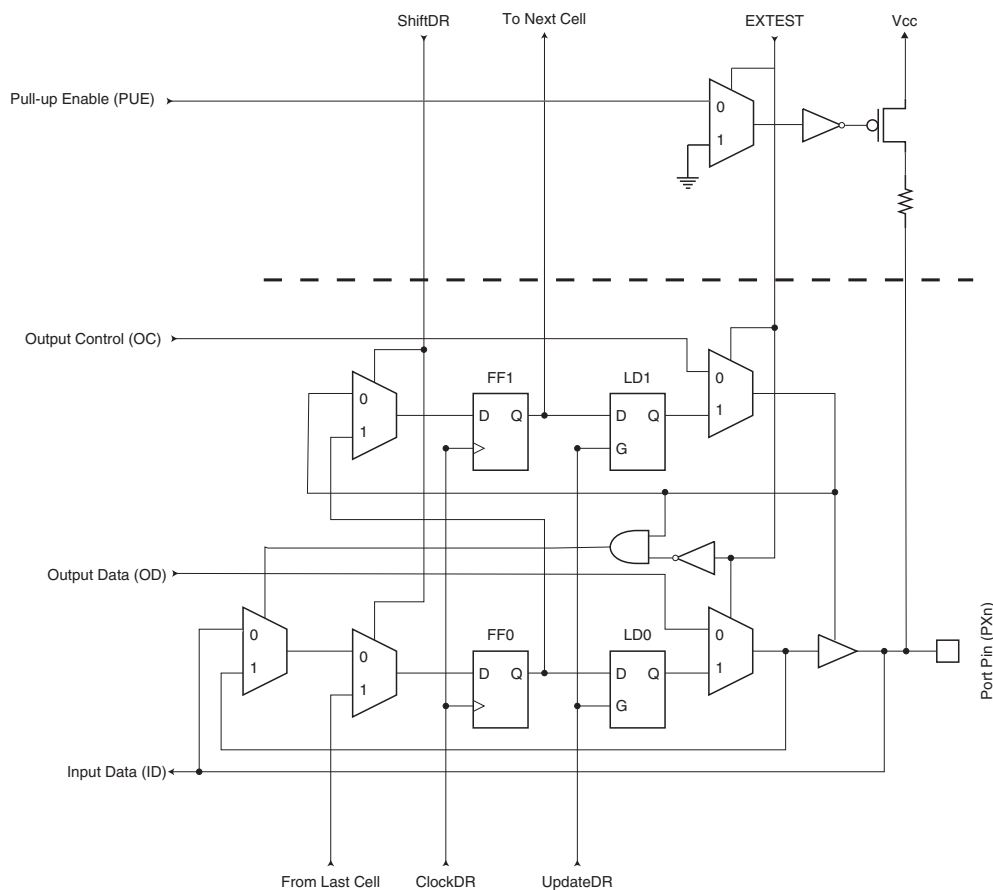 ShiftDR
To Next Cell
EXTEST
Vcc
Pull-up Enable (PUE)
0
1
Output Control (OC)
FF1
LD1
0
1
0
1
D Q
D Q
G
Output Data (OD)
Port Pin (PXn)
FF0
LD0
0
1
0
1
0
1
D Q
D Q
G
Input Data (ID)
From Last Cell
ClockDR
UpdateDR